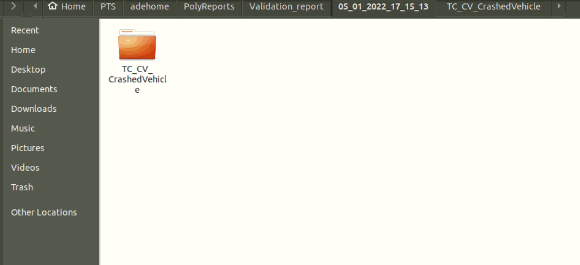 Home PTS adehome PolyReports Validation_report 05_01_2022_17_15_13 TC_CV_CrashedVehicle
Recent
Home
Desktop
Documents
Downloads
Music
Pictures
Videos
Trash
Other Locations
TC_CV_
CrashedVehicl
e